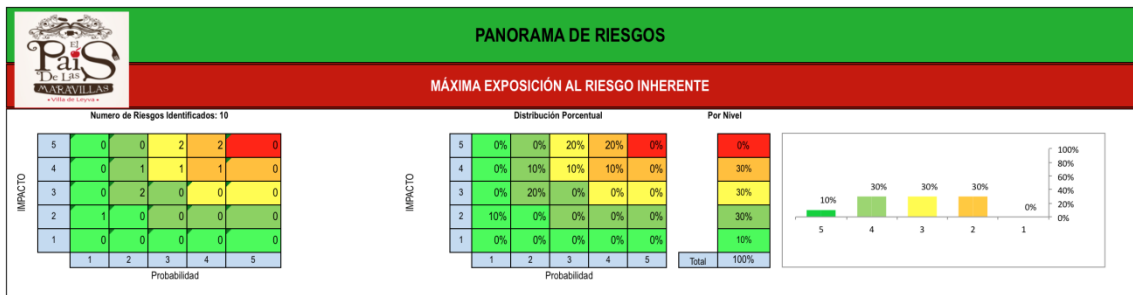 El
País
De Las
MARAVILLAS
• Villa de Leyva •
PANORAMA DE RIESGOS
MÁXIMA EXPOSICIÓN AL RIESGO INHERENTE
Numero de Riesgos Identificados: 10
IMPACTO
5 0 0 2 2 0
4 0 1 1 1 0
3 0 2 0 0 0
2 1 0 0 0 0
1 0 0 0 0 0
1 2 3 4 5
Probabilidad
Distribución Porcentual
IMPACTO
5 0% 0% 20% 20% 0%
4 0% 10% 10% 10% 0%
3 0% 20% 0% 0% 0%
2 10% 0% 0% 0% 0%
1 0% 0% 0% 0% 0%
1 2 3 4 5
Probabilidad
Por Nivel
0%
30%
30%
30%
10%
Total 100%
10% 30% 30% 30% 0%
100%
80%
60%
40%
20%
0%
5 4 3 2 1